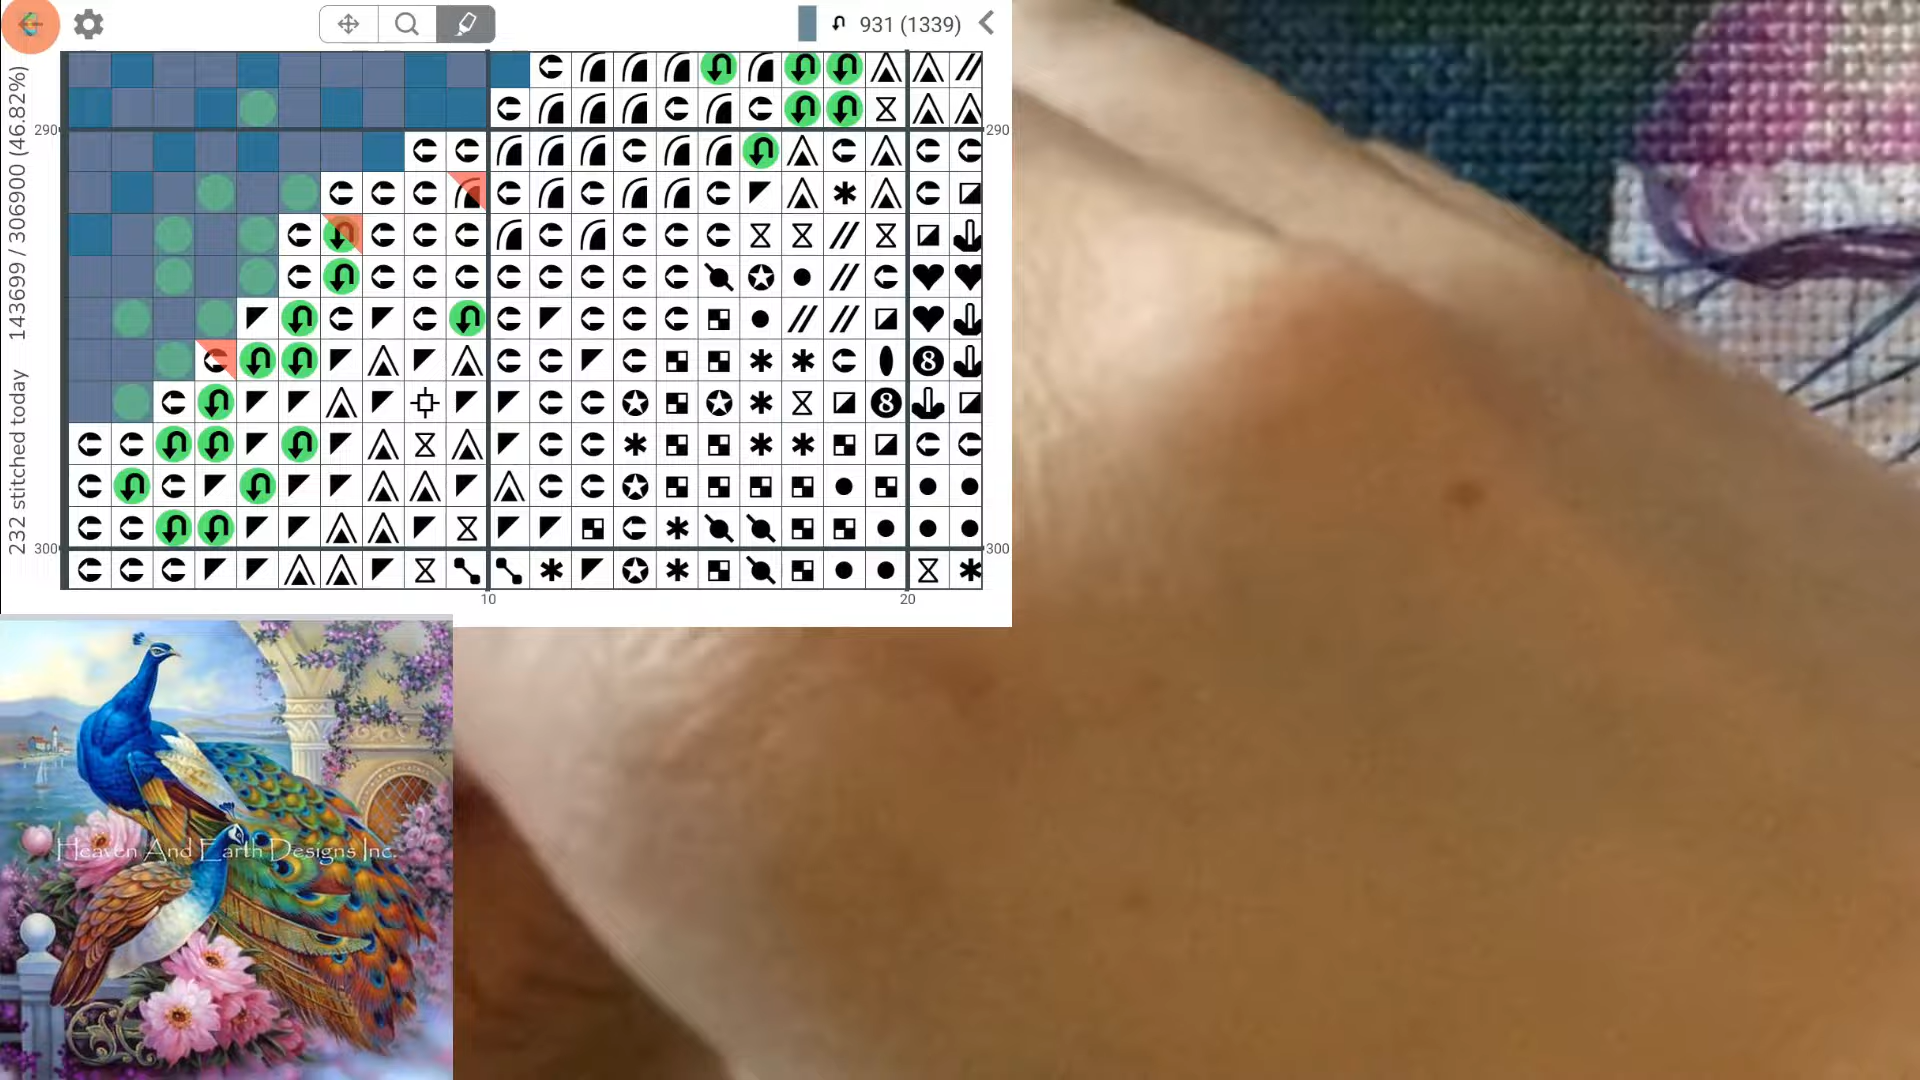 931 (1339)
232 stitched today 143699 / 306900 (46.82%)
290 290
300 300
10 20
Heaven And Earth Designs Inc.